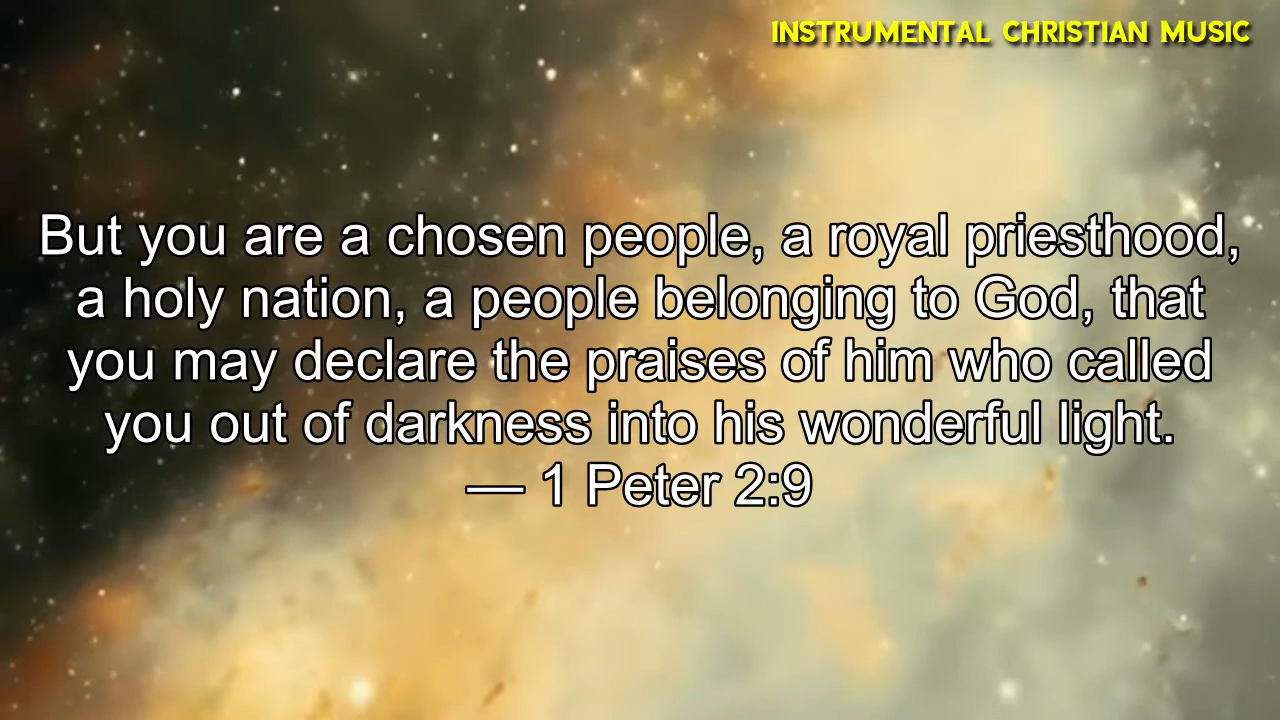 INSTRUMENTAL CHRISTIAN MUSIC
But you are a chosen people, a royal priesthood,
a holy nation, a people belonging to God, that
you may declare the praises of him who called
you out of darkness into his wonderful light.
— 1 Peter 2:9